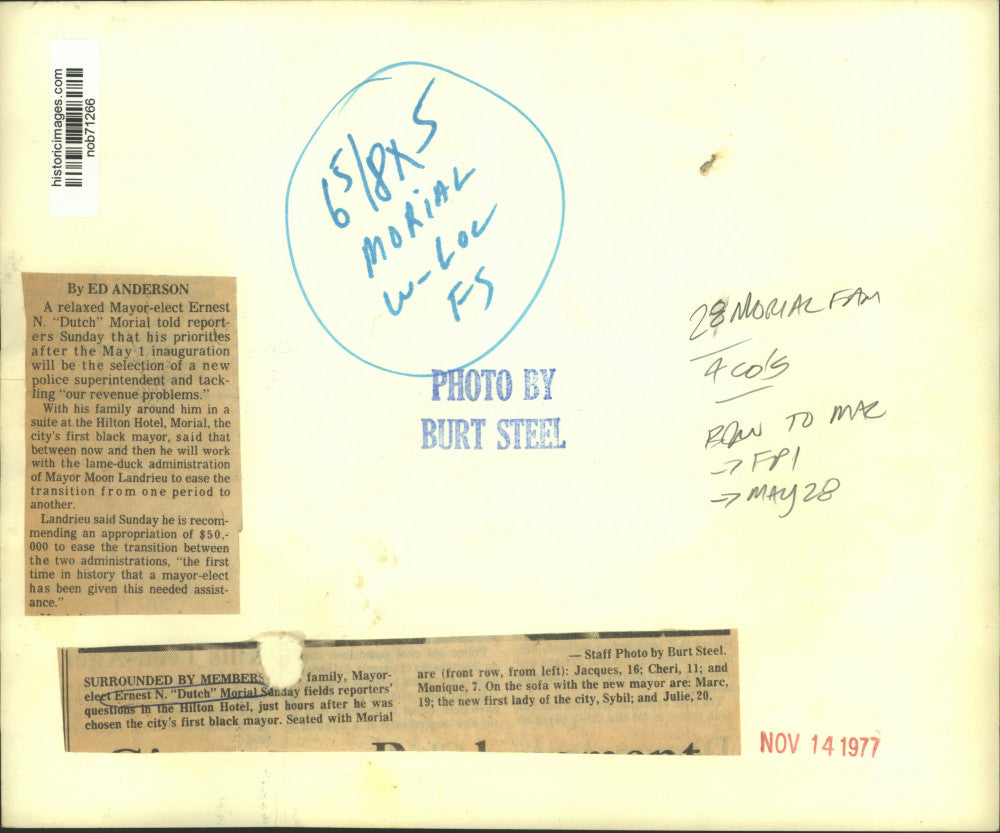 historicimages.com
nob71266
6 5/8 X 5
MORIAL
W-LOC
FS
By ED ANDERSON
A relaxed Mayor-elect Ernest
N. "Dutch" Morial told report-
ers Sunday that his priorities
after the May 1 inauguration
will be the selection of a new
police superintendent and tack-
ling "our revenue problems."
With his family around him in a
suite at the Hilton Hotel, Morial, the
city's first black mayor, said that
between now and then he will work
with the lame-duck administration
of Mayor Moon Landrieu to ease the
transition from one period to
another.
Landrieu said Sunday he is recom-
mending an appropriation of $50,-
000 to ease the transition between
the two administrations, "the first
time in history that a mayor-elect
has been given this needed assist-
ance."
PHOTO BY
BURT STEEL
28 MORIAL FAM
4 cols
TO MAC
→ FP1
→ MAY 28
SURROUNDED BY MEMBERS family, Mayor-
elect Ernest N. "Dutch" Morial Sunday fields reporters'
questions in the Hilton Hotel, just hours after he was
chosen the city's first black mayor. Seated with Morial
— Staff Photo by Burt Steel.
are (front row, from left): Jacques, 16; Cheri, 11; and
Monique, 7. On the sofa with the new mayor are: Marc,
19; the new first lady of the city, Sybil; and Julie, 20.
NOV 14 1977